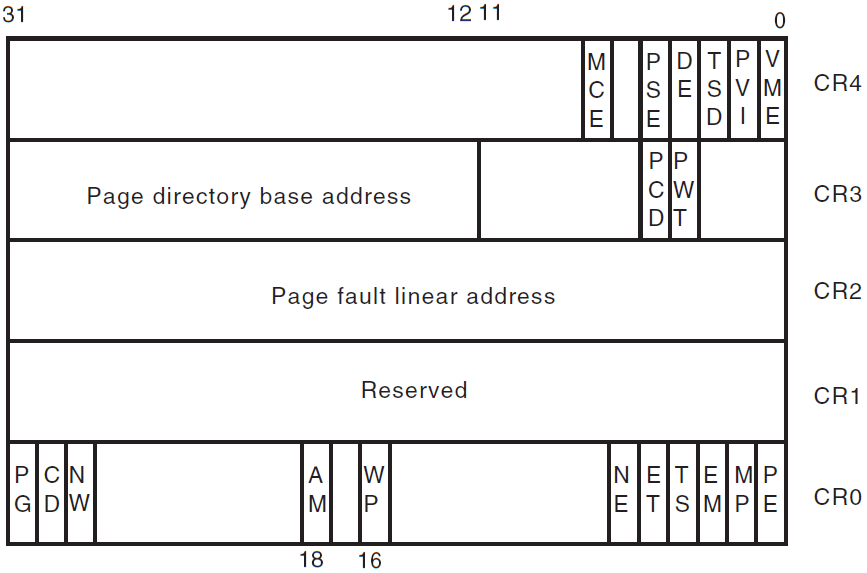 31 12 11 0
MCE PSE DE TSD PVI VME CR4
Page directory base address PCD PWT CR3
Page fault linear address CR2
Reserved CR1
PG CD NW AM WP NE ET TS EM MP PE CR0
18 16